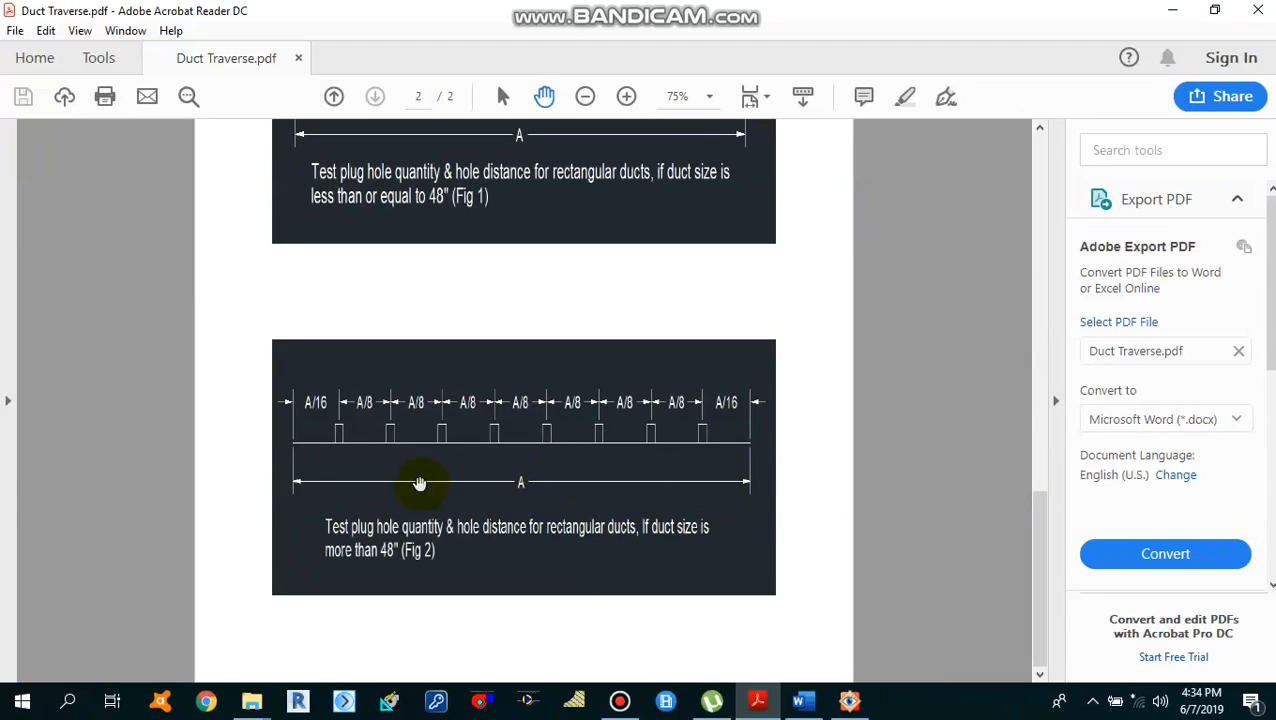 Duct Traverse.pdf - Adobe Acrobat Reader DC
www.BANDICAM.com
File Edit View Window Help
Home Tools Duct Traverse.pdf × Sign In
2 / 2 75% Share
A
Test plug hole quantity & hole distance for rectangular ducts, if duct size is
less than or equal to 48" (Fig 1)
A/16 A/8 A/8 A/8 A/8 A/8 A/8 A/8 A/16
A
Test plug hole quantity & hole distance for rectangular ducts, If duct size is
more than 48" (Fig 2)
Search tools
Export PDF
Adobe Export PDF
Convert PDF Files to Word
or Excel Online
Select PDF File
Duct Traverse.pdf
Convert to
Microsoft Word (*.docx)
Document Language:
English (U.S.) Change
Convert
Convert and edit PDFs
with Acrobat Pro DC
Start Free Trial
4:34 PM
6/7/2019